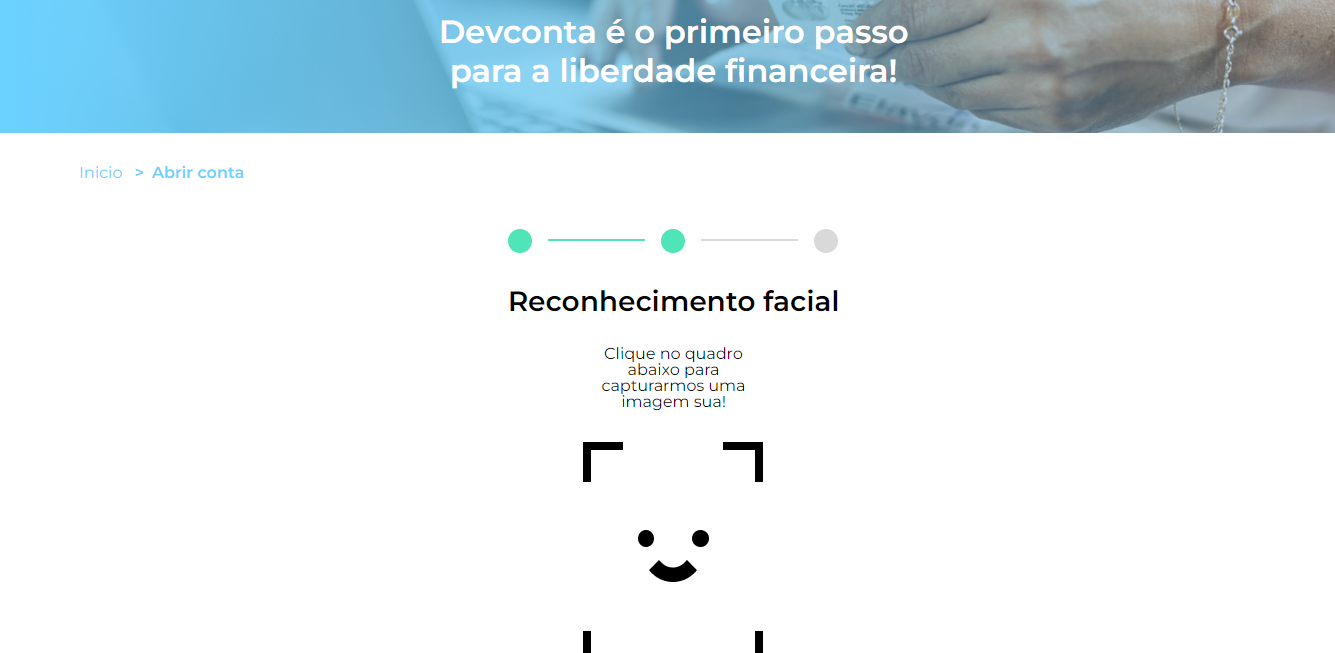 Devconta é o primeiro passo
para a liberdade financeira!
Inicio > Abrir conta
Reconhecimento facial
Clique no quadro
abaixo para
capturarmos uma
imagem sua!